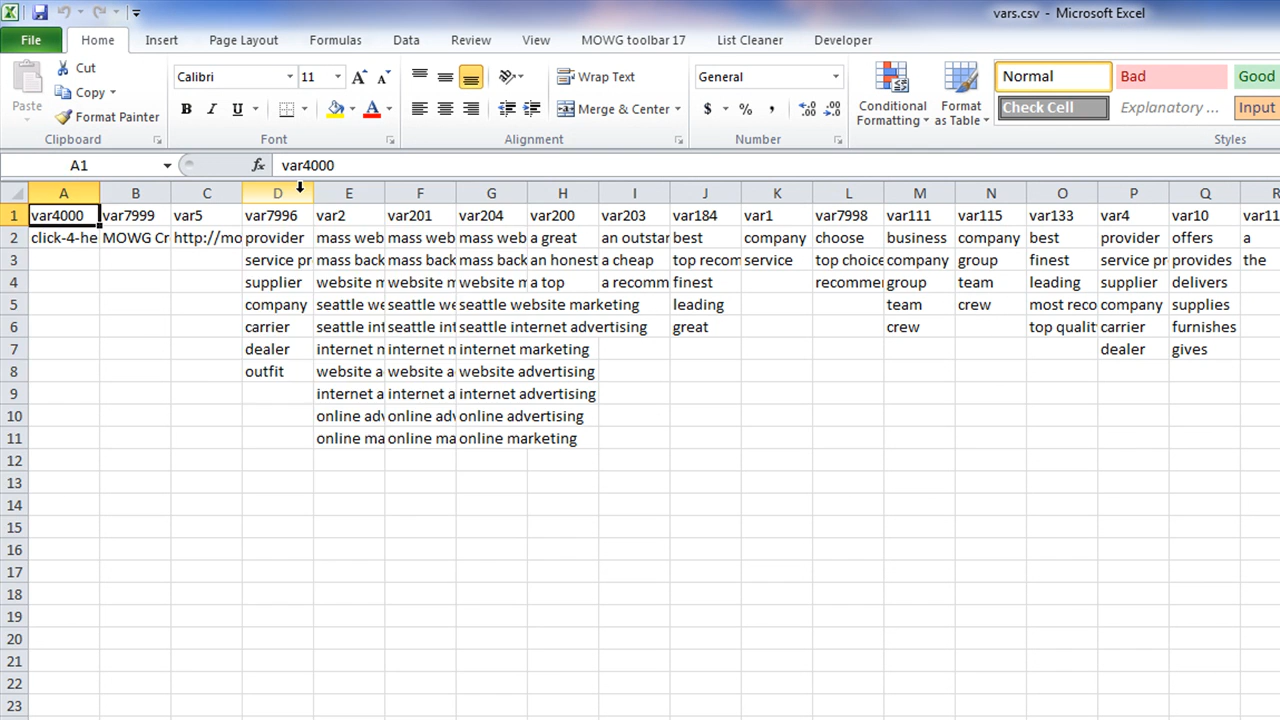 vars.csv - Microsoft Excel
File Home Insert Page Layout Formulas Data Review View MOWG toolbar 17 List Cleaner Developer
Cut Calibri 11 A A Wrap Text General Conditional Formatting Format as Table Normal Bad Good
Paste Copy B I U A Merge & Center $ % , Check Cell Explanatory ... Input
Format Painter
Clipboard Font Alignment Number Styles
A1 fx var4000
A B C D E F G H I J K L M N O P Q R
1 var4000 var7999 var5 var7996 var2 var201 var204 var200 var203 var184 var1 var7998 var111 var115 var133 var4 var10 var11
2 click-4-he MOWG Cr http://mo provider mass web mass web mass web a great an outstar best company choose business company best provider offers a
3 service pr mass back mass back mass back an honest a cheap top recom service top choice company group finest service pr provides the
4 supplier website m website m website m a top a recomm finest recomme group team leading supplier delivers
5 company seattle we seattle we seattle website marketing leading team crew most reco company supplies
6 carrier seattle int seattle int seattle internet advertising great crew top qualit carrier furnishes
7 dealer internet n internet n internet marketing dealer gives
8 outfit website a website a website advertising
9 internet a internet a internet advertising
10 online adv online adv online advertising
11 online ma online ma online marketing
12
13
14
15
16
17
18
19
20
21
22
23